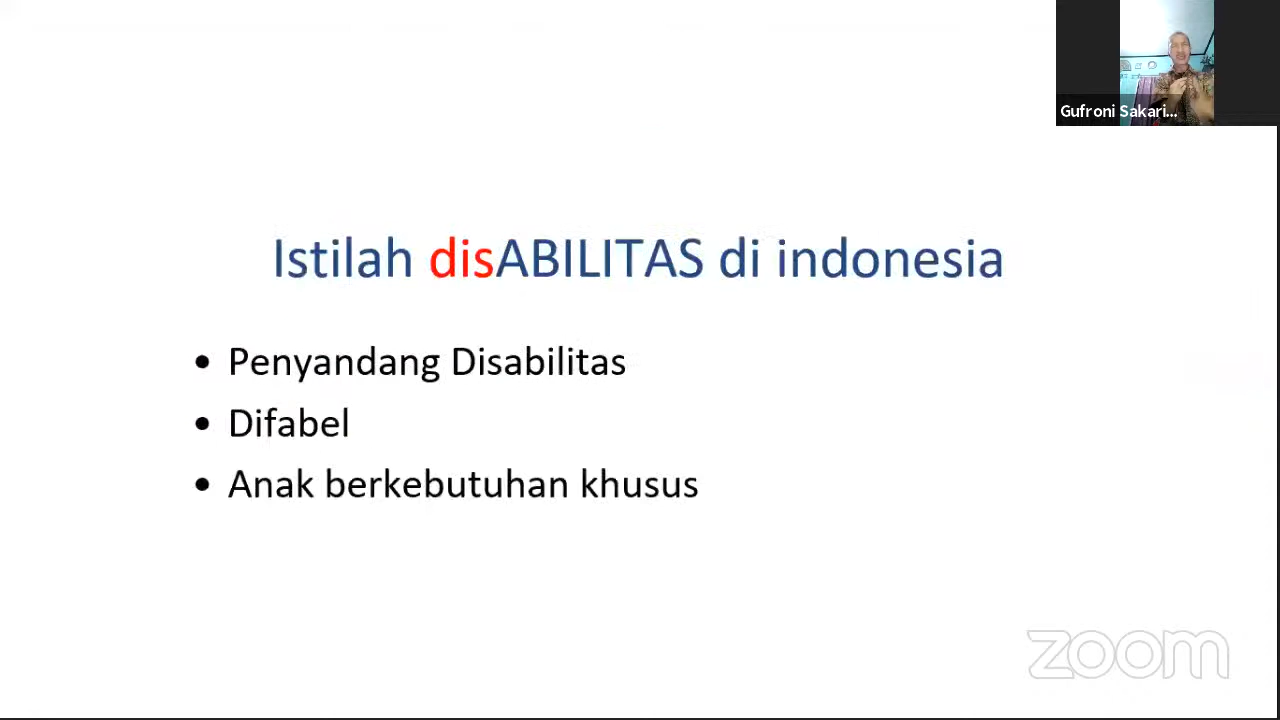 Gufroni Sakari...
Istilah disABILITAS di indonesia
• Penyandang Disabilitas
• Difabel
• Anak berkebutuhan khusus
zoom